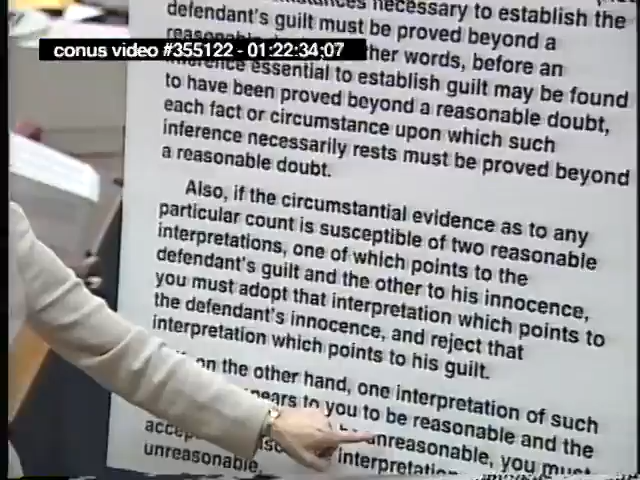 necessary to establish the
defendant's guilt must be proved beyond a
conus video #355122 - 01:22:34:07
other words, before an
inference essential to establish guilt may be found
to have been proved beyond a reasonable doubt,
each fact or circumstance upon which such
inference necessarily rests must be proved beyond
a reasonable doubt.
Also, if the circumstantial evidence as to any
particular count is susceptible of two reasonable
interpretations, one of which points to the
defendant's guilt and the other to his innocence,
you must adopt that interpretation which points to
the defendant's innocence, and reject that
interpretation which points to his guilt.
on the other hand, one interpretation of such
to you to be reasonable and the
unreasonable, you must
interpretation
unreasonable.